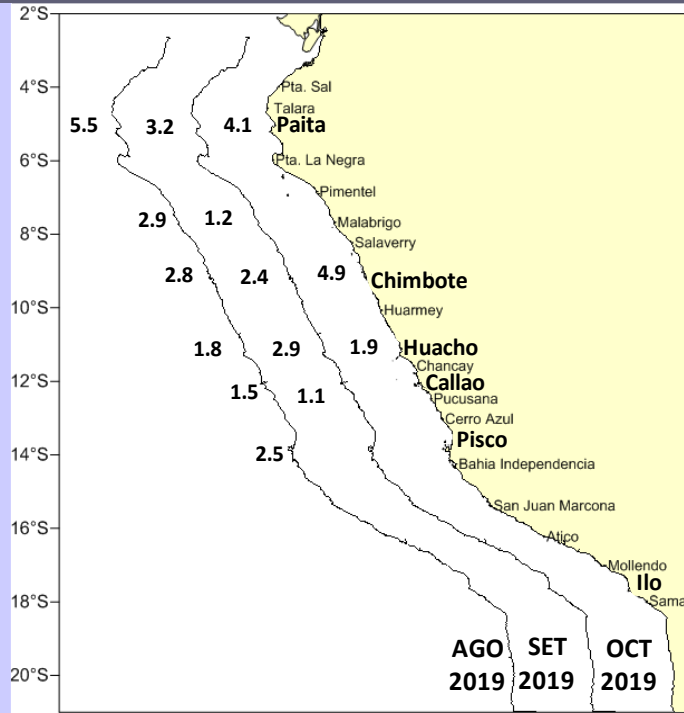 2°S
4°S
Pta. Sal
Talara
5.5 3.2 4.1 Paita
6°S
Pta. La Negra
Pimentel
2.9 1.2
Malabrigo
8°S
Salaverry
2.8 2.4 4.9 Chimbote
10°S
Huarmey
1.8 2.9 1.9 Huacho
Chancay
12°S
Callao
1.5 1.1
Pucusana
Cerro Azul
Pisco
14°S
2.5
Bahia Independencia
San Juan Marcona
16°S
Atico
Mollendo
Ilo
18°S
Sama
AGO SET OCT
2019 2019 2019
20°S